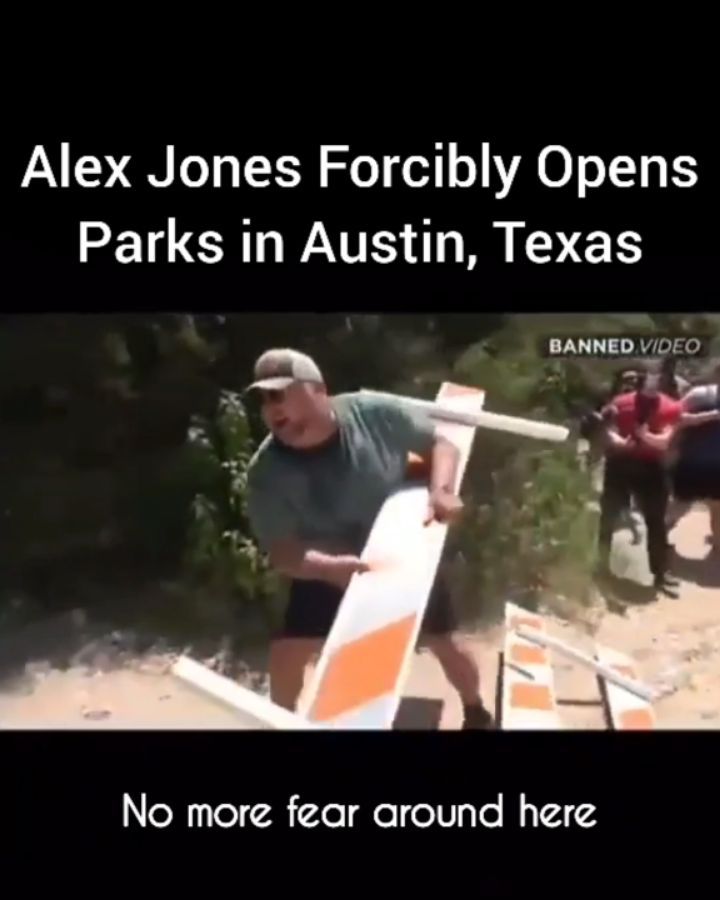 Alex Jones Forcibly Opens
Parks in Austin, Texas
BANNED.VIDEO
No more fear around here